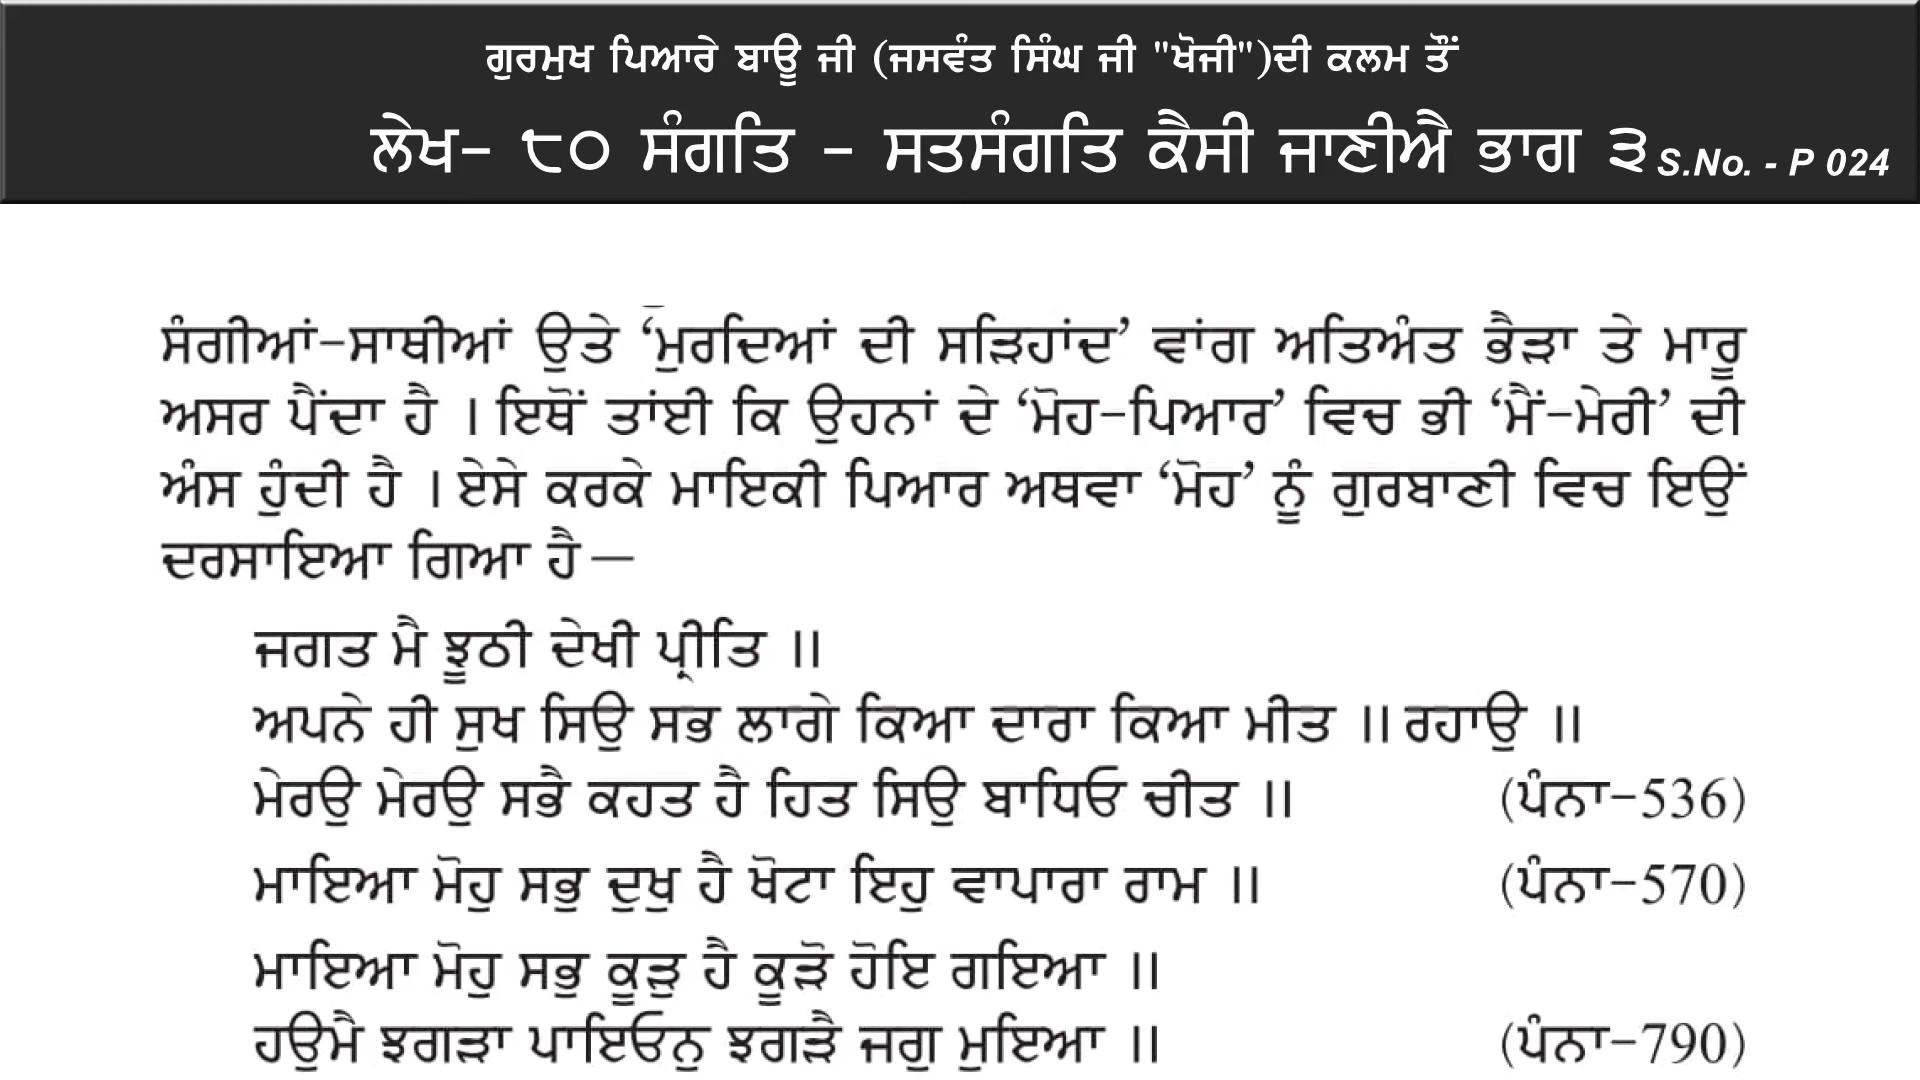 ਗੁਰਮੁਖ ਪਿਆਰੇ ਬਾਊ ਜੀ (ਜਸਵੰਤ ਸਿੰਘ ਜੀ "ਖੋਜੀ")ਦੀ ਕਲਮ ਤੋਂ
ਲੇਖ- ੮੦ ਸੰਗਤਿ - ਸਤਸੰਗਤਿ ਕੈਸੀ ਜਾਣੀਐ ਭਾਗ ੩ S.No. - P 024
ਸੰਗੀਆਂ-ਸਾਥੀਆਂ ਉਤੇ ‘ਮੁਰਦਿਆਂ ਦੀ ਸੜਿਹਾਂਦ’ ਵਾਂਗ ਅਤਿਅੰਤ ਭੈੜਾ ਤੇ ਮਾਰੂ
ਅਸਰ ਪੈਂਦਾ ਹੈ । ਇਥੋਂ ਤਾਂਈ ਕਿ ਉਹਨਾਂ ਦੇ ‘ਮੋਹ-ਪਿਆਰ’ ਵਿਚ ਭੀ ‘ਮੈਂ-ਮੇਰੀ’ ਦੀ
ਅੰਸ ਹੁੰਦੀ ਹੈ । ਏਸੇ ਕਰਕੇ ਮਾਇਕੀ ਪਿਆਰ ਅਥਵਾ ‘ਮੋਹ’ ਨੂੰ ਗੁਰਬਾਣੀ ਵਿਚ ਇਉਂ
ਦਰਸਾਇਆ ਗਿਆ ਹੈ—
ਜਗਤ ਮੈ ਝੂਠੀ ਦੇਖੀ ਪ੍ਰੀਤਿ ॥
ਅਪਨੇ ਹੀ ਸੁਖ ਸਿਉ ਸਭ ਲਾਗੇ ਕਿਆ ਦਾਰਾ ਕਿਆ ਮੀਤ ॥ ਰਹਾਉ ॥
ਮੇਰਉ ਮੇਰਉ ਸਭੈ ਕਹਤ ਹੈ ਹਿਤ ਸਿਉ ਬਾਧਿਓ ਚੀਤ ॥ (ਪੰਨਾ-536)
ਮਾਇਆ ਮੋਹੁ ਸਭੁ ਦੁਖੁ ਹੈ ਖੋਟਾ ਇਹੁ ਵਾਪਾਰਾ ਰਾਮ ॥ (ਪੰਨਾ-570)
ਮਾਇਆ ਮੋਹੁ ਸਭੁ ਕੂੜੁ ਹੈ ਕੂੜੋ ਹੋਇ ਗਇਆ ॥
ਹਉਮੈ ਝਗੜਾ ਪਾਇਓਨੁ ਝਗੜੈ ਜਗੁ ਮੁਇਆ ॥ (ਪੰਨਾ-790)